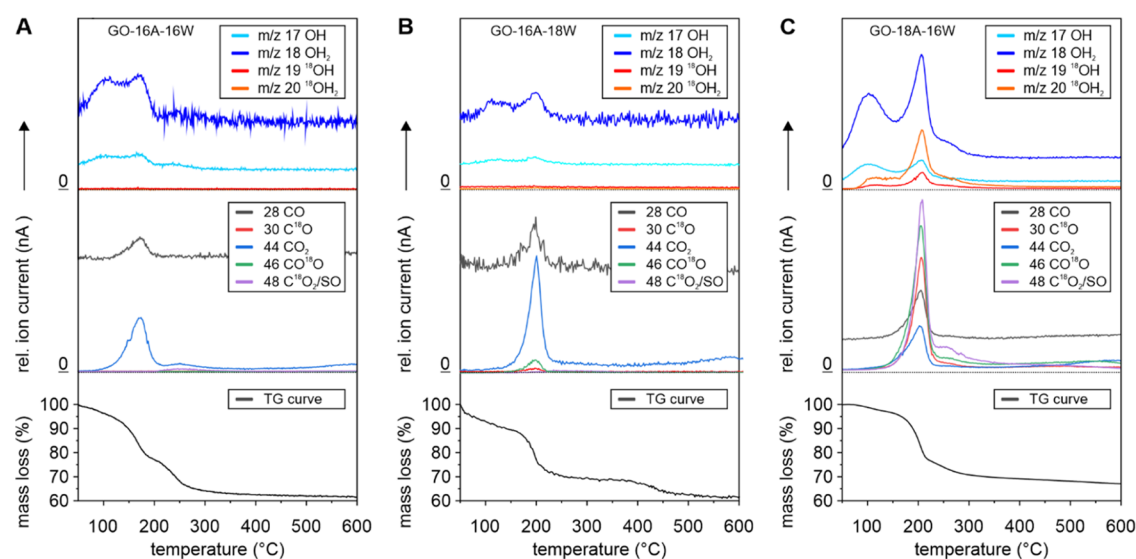 A
GO-16A-16W
m/z 17 OH
m/z 18 OH₂
m/z 19 ¹⁸OH
m/z 20 ¹⁸OH₂
0
28 CO
30 C¹⁸O
44 CO₂
46 CO¹⁸O
48 C¹⁸O₂/SO
0
rel. ion current (nA)
TG curve
100
90
80
70
60
mass loss (%)
100 200 300 400 500 600
temperature (°C)
B
GO-16A-18W
m/z 17 OH
m/z 18 OH₂
m/z 19 ¹⁸OH
m/z 20 ¹⁸OH₂
0
28 CO
30 C¹⁸O
44 CO₂
46 CO¹⁸O
48 C¹⁸O₂/SO
0
rel. ion current (nA)
TG curve
100
90
80
70
60
mass loss (%)
100 200 300 400 500 600
temperature (°C)
C
GO-18A-16W
m/z 17 OH
m/z 18 OH₂
m/z 19 ¹⁸OH
m/z 20 ¹⁸OH₂
0
28 CO
30 C¹⁸O
44 CO₂
46 CO¹⁸O
48 C¹⁸O₂/SO
0
rel. ion current (nA)
TG curve
100
90
80
70
60
mass loss (%)
100 200 300 400 500 600
temperature (°C)